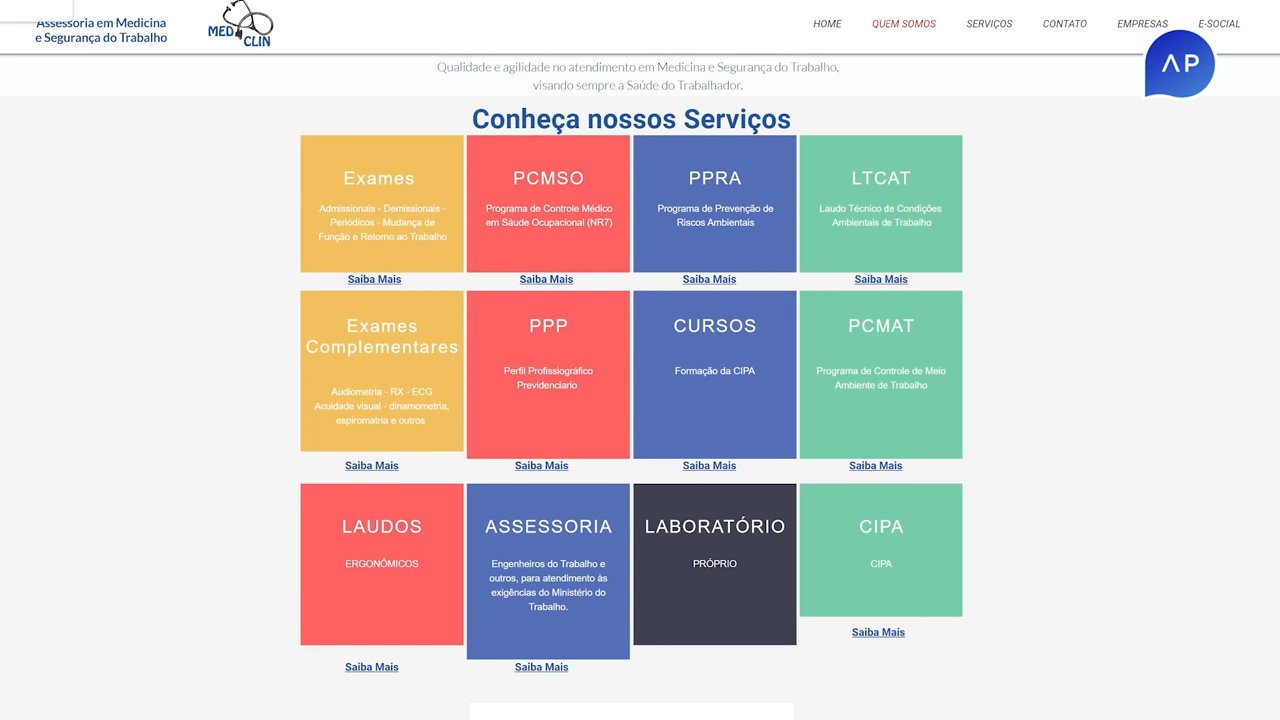 Assessoria em Medicina
e Segurança do Trabalho
MED
CLIN
HOME
QUEM SOMOS
SERVIÇOS
CONTATO
EMPRESAS
E-SOCIAL
AP
Qualidade e agilidade no atendimento em Medicina e Segurança do Trabalho,
visando sempre a Saúde do Trabalhador.
Conheça nossos Serviços
Exames
Admissionais - Demissionais -
Periódicos - Mudança de
Função e Retorno ao Trabalho
Saiba Mais
PCMSO
Programa de Controle Médico
em Sáude Ocupacional (NR7)
Saiba Mais
PPRA
Programa de Prevenção de
Riscos Ambientais
Saiba Mais
LTCAT
Laudo Técnico de Condições
Ambientais de Trabalho
Saiba Mais
Exames
Complementares
Audiometria - RX - ECG
Acuidade visual - dinamometria,
espiromatria e outros
Saiba Mais
PPP
Perfil Profissiográfico
Previdenciario
Saiba Mais
CURSOS
Formação da CIPA
Saiba Mais
PCMAT
Programa de Controle de Meio
Ambiente de Trabalho
Saiba Mais
LAUDOS
ERGONÔMICOS
Saiba Mais
ASSESSORIA
Engenheiros do Trabalho e
outros, para atendimento às
exigências do Ministério do
Trabalho.
Saiba Mais
LABORATÓRIO
PRÓPRIO
CIPA
CIPA
Saiba Mais